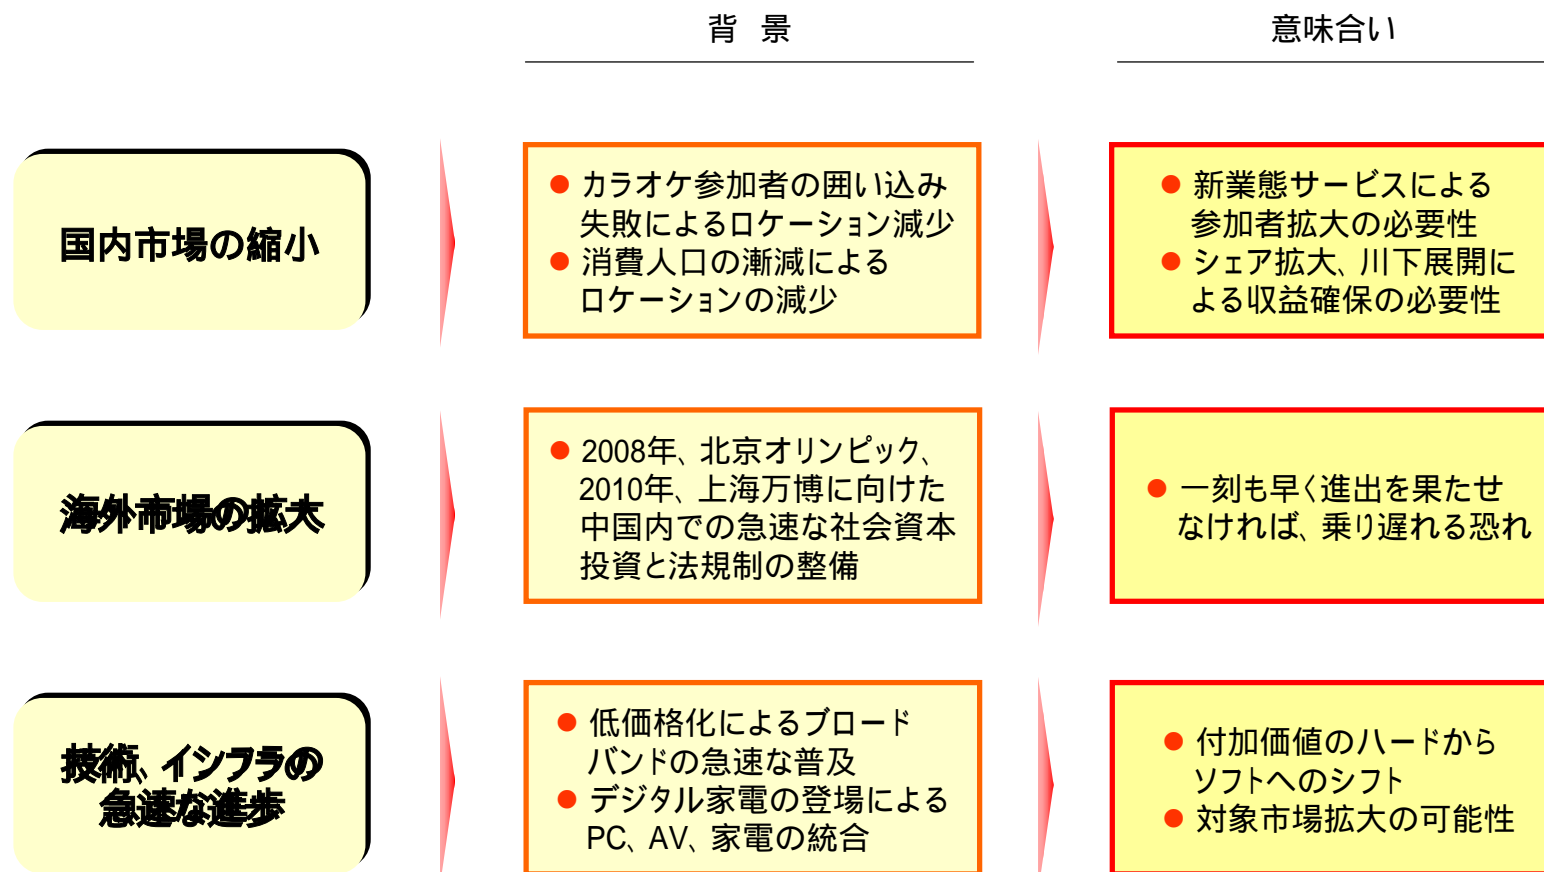 背 景
意味合い
国内市場の縮小
● カラオケ参加者の囲い込み
失敗によるロケーション減少
● 消費人口の漸減による
ロケーションの減少
● 新業態サービスによる
参加者拡大の必要性
● シェア拡大、川下展開に
よる収益確保の必要性
海外市場の拡大
● 2008年、北京オリンピック、
2010年、上海万博に向けた
中国内での急速な社会資本
投資と法規制の整備
● 一刻も早く進出を果たせ
なければ、乗り遅れる恐れ
技術、インフラの
急速な進歩
● 低価格化によるブロード
バンドの急速な普及
● デジタル家電の登場による
PC、AV、家電の統合
● 付加価値のハードから
ソフトへのシフト
● 対象市場拡大の可能性